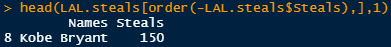 > head(LAL.steals[order(-LAL.steals$Steals),],1)
        Names Steals
8 Kobe Bryant    150